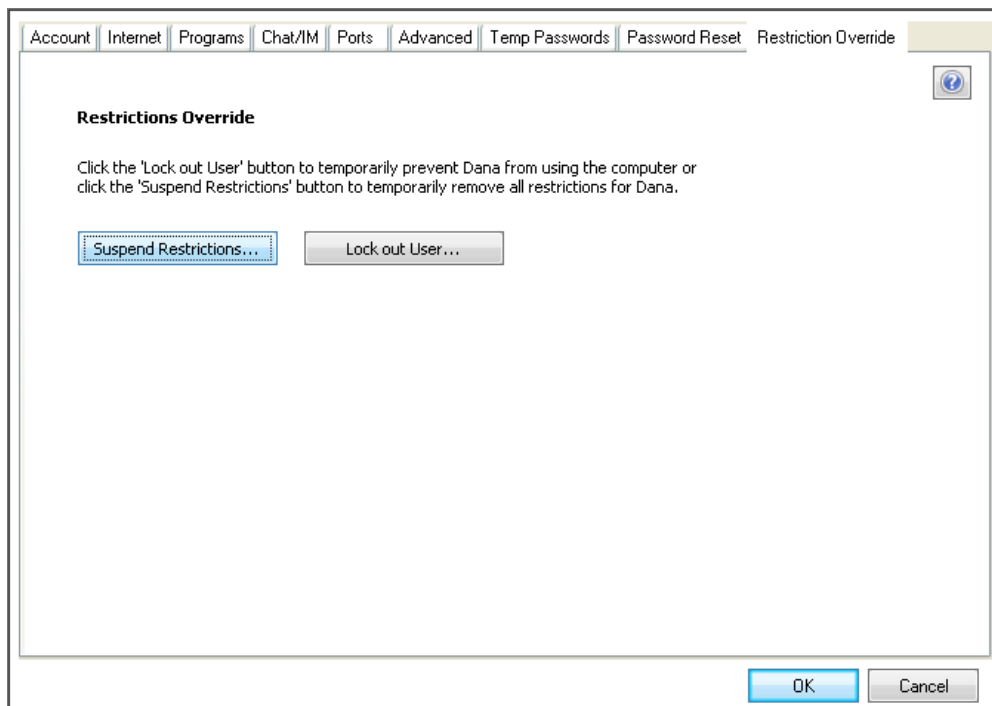 Account Internet Programs Chat/IM Ports Advanced Temp Passwords Password Reset Restriction Override
?
Restrictions Override
Click the 'Lock out User' button to temporarily prevent Dana from using the computer or
click the 'Suspend Restrictions' button to temporarily remove all restrictions for Dana.
Suspend Restrictions... Lock out User...
OK Cancel